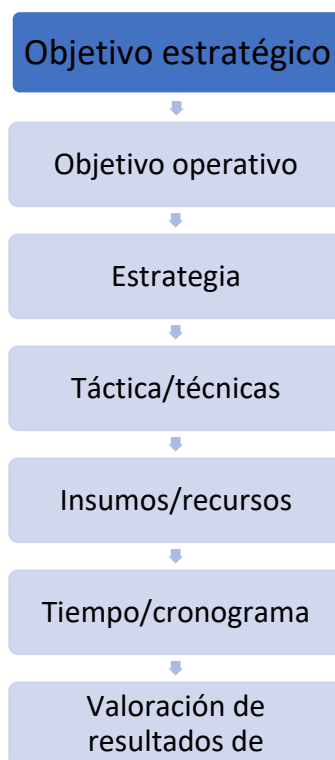 Objetivo estratégico
Objetivo operativo
Estrategia
Táctica/técnicas
Insumos/recursos
Tiempo/cronograma
Valoración de
resultados de